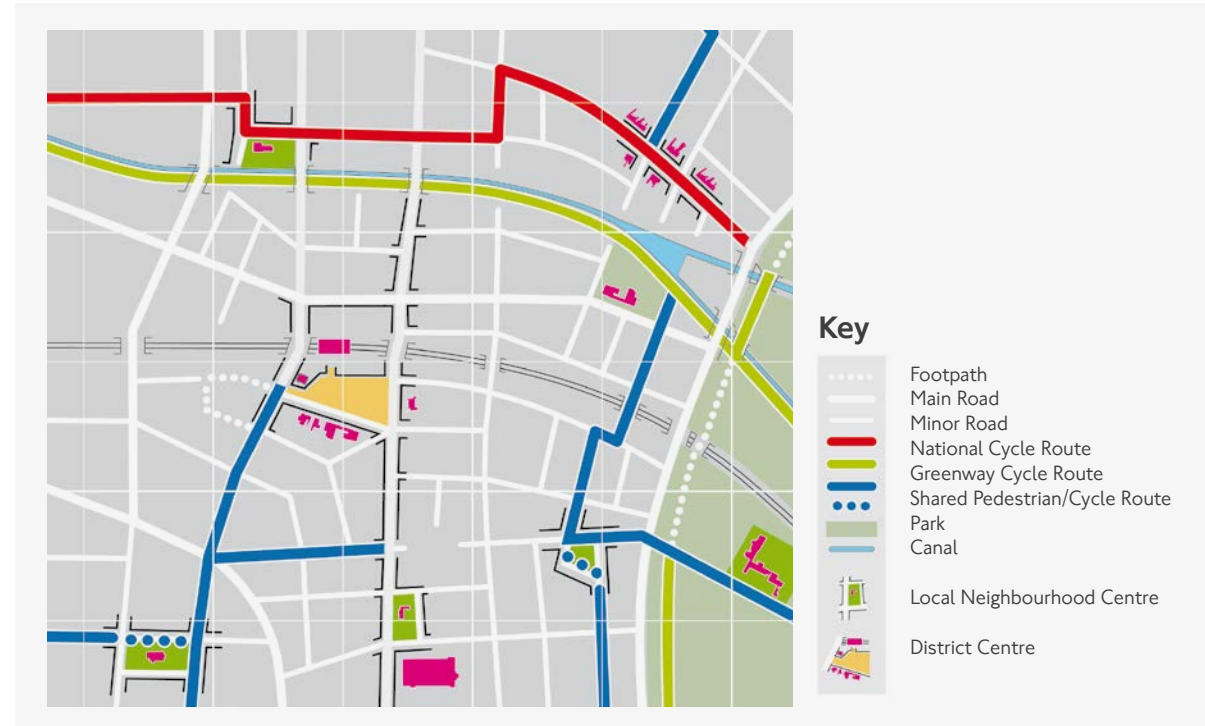 Key
Footpath
Main Road
Minor Road
National Cycle Route
Greenway Cycle Route
Shared Pedestrian/Cycle Route
Park
Canal
Local Neighbourhood Centre
District Centre